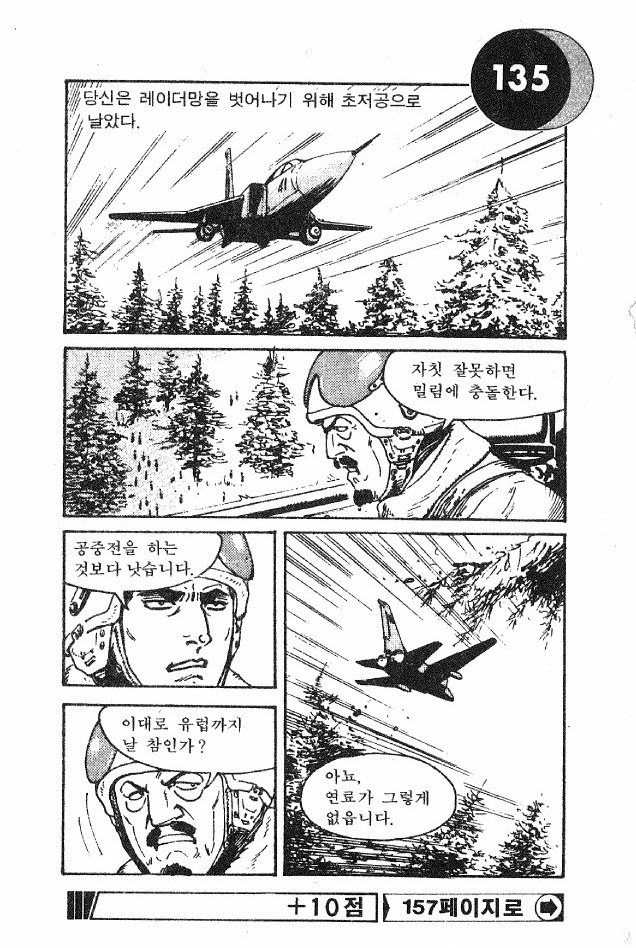 135
당신은 레이더망을 벗어나기 위해 초저공으로
날았다.
자칫 잘못하면
밀림에 충돌한다.
공중전을 하는
것보다 낫습니다.
이대로 유럽까지
날 참인가?
아뇨,
연료가 그렇게
없읍니다.
+10점
157페이지로